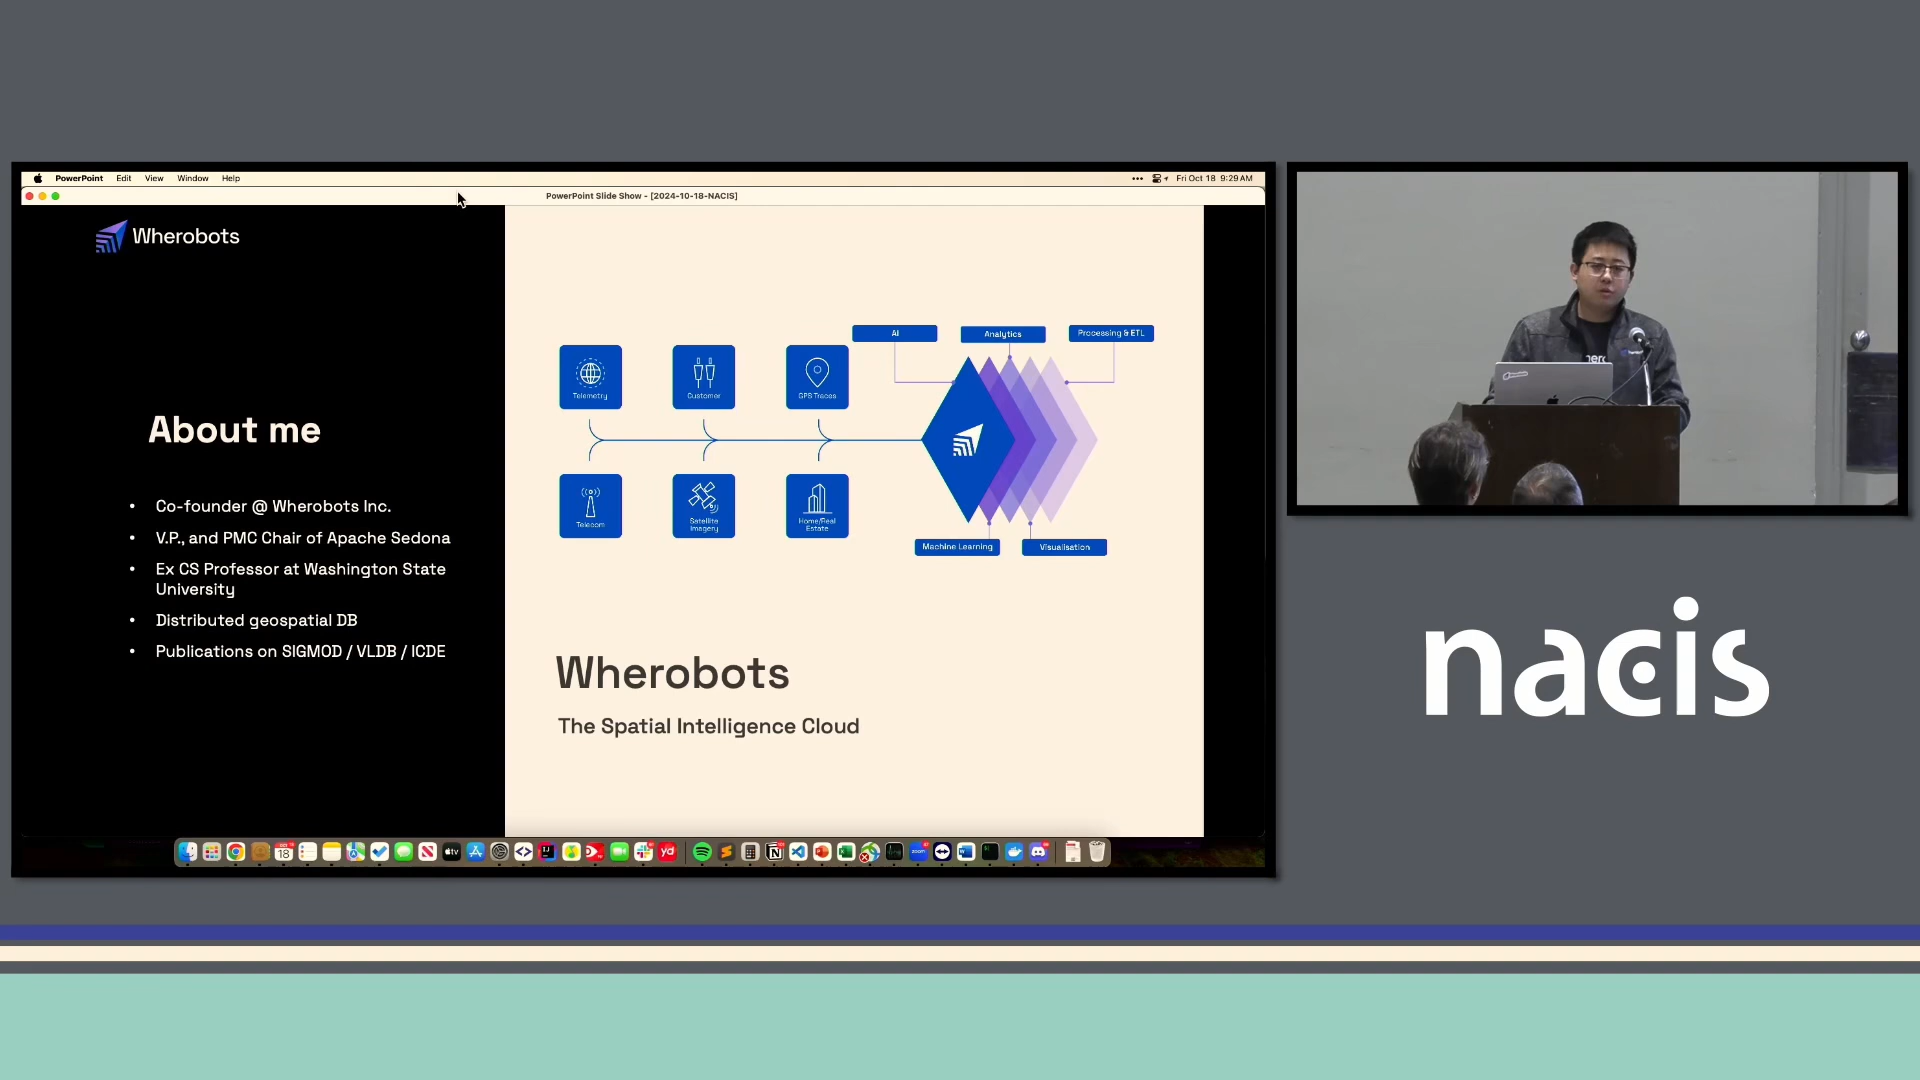 PowerPoint Edit View Window Help
Fri Oct 18 9:29 AM
PowerPoint Slide Show - [2024-10-18-NACIS]
Wherobots
About me
• Co-founder @ Wherobots Inc.
• V.P., and PMC Chair of Apache Sedona
• Ex CS Professor at Washington State
University
• Distributed geospatial DB
• Publications on SIGMOD / VLDB / ICDE
AI
Analytics
Processing & ETL
Telemetry
Customer
GPS Traces
Telecom
Satellite
Imagery
Home/Real
Estate
Machine Learning
Visualisation
Wherobots
The Spatial Intelligence Cloud
nacis